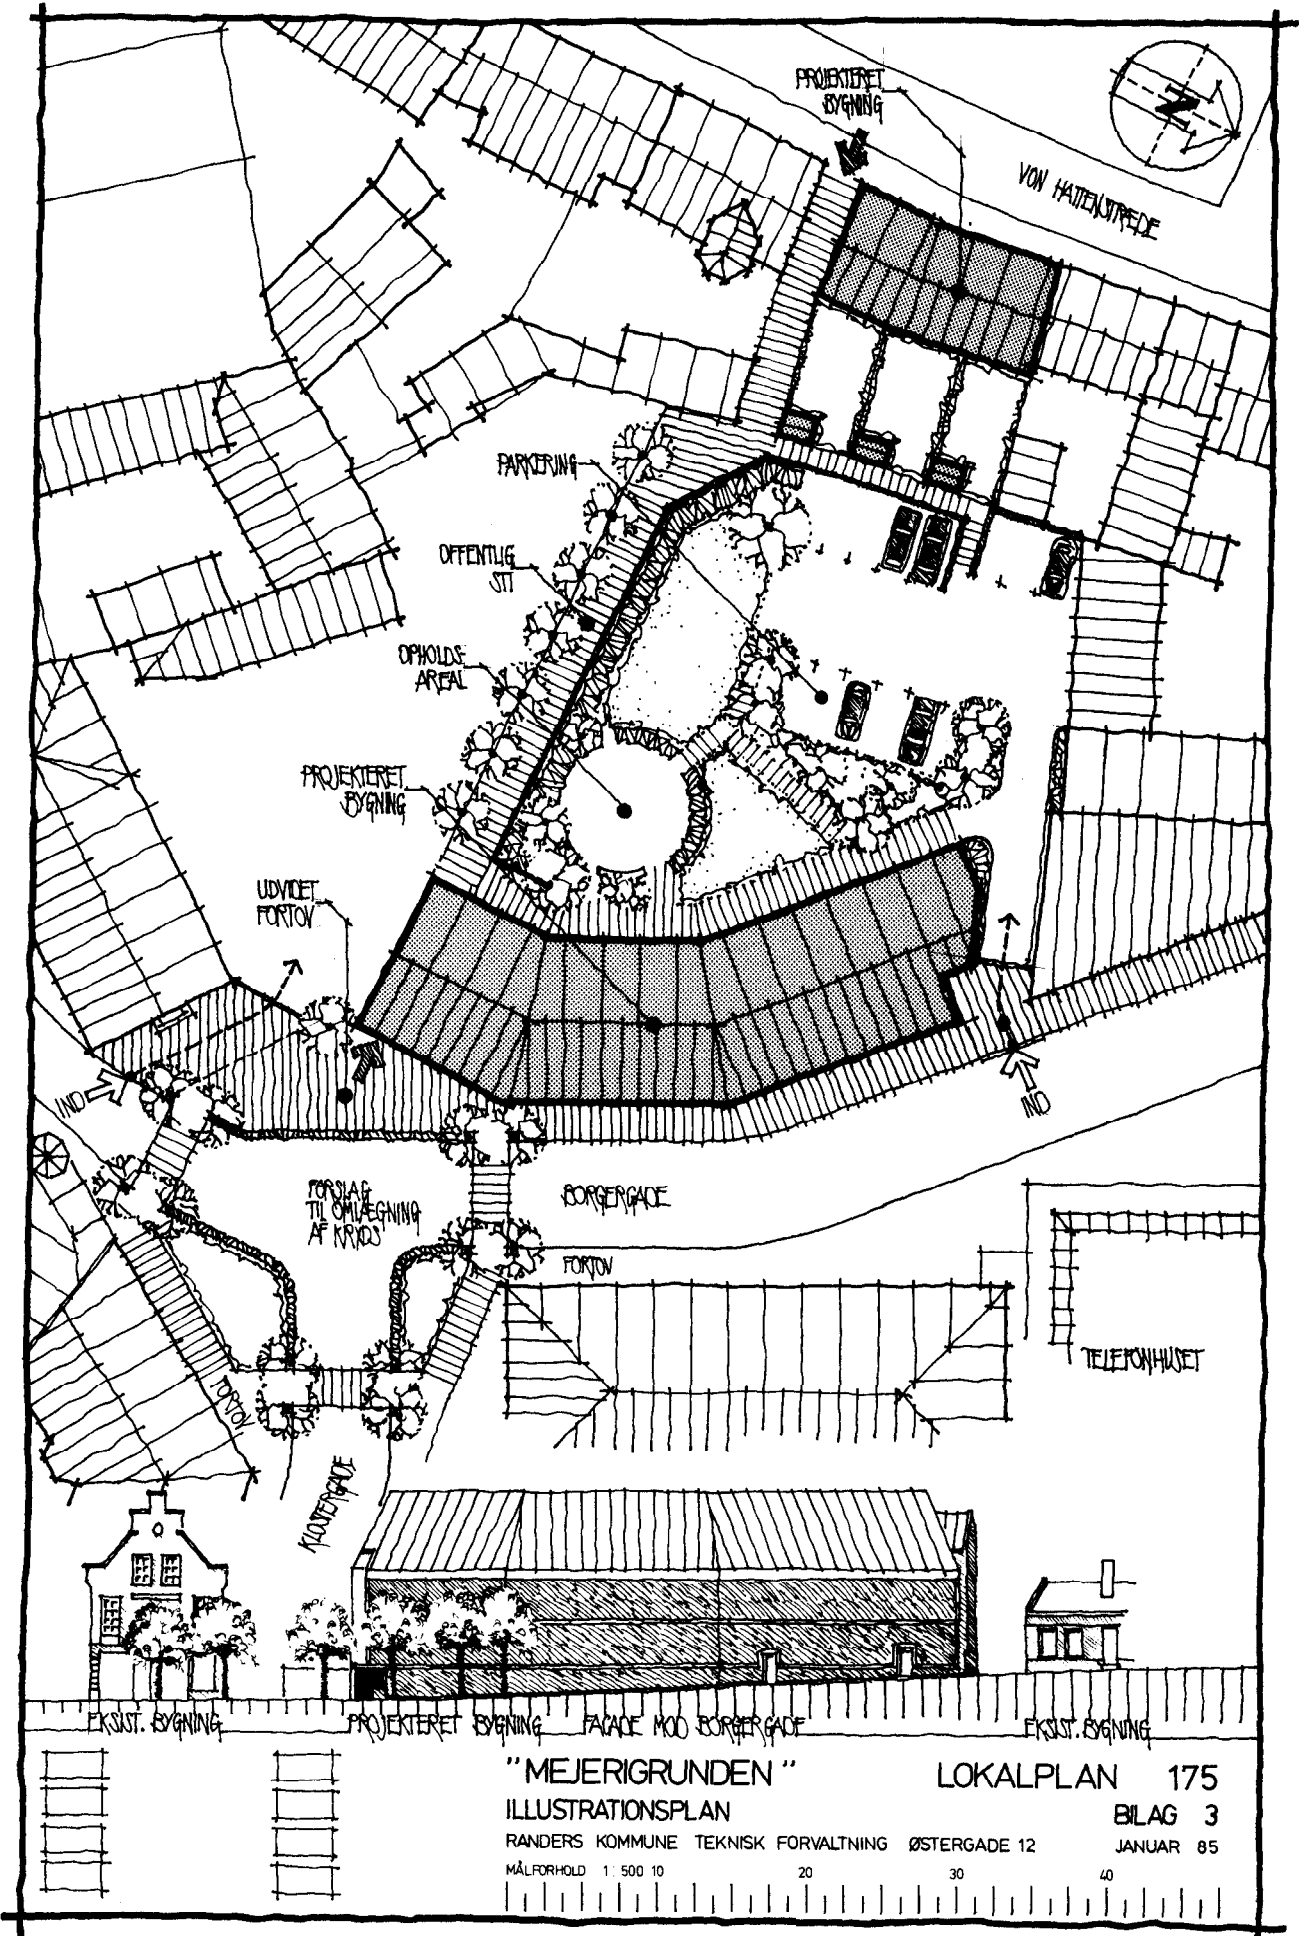 PROJEKTERET
BYGNING
N
VON HATTENSTRÆDE
PARKERING
OFFENTLIG
STI
OPHOLDS-
AREAL
PROJEKTERET
BYGNING
UDVIDET
FORTOV
IND
IND
FORSLAG
TIL OMLÆGNING
AF KRYDS
BORGERGADE
FORTOV
TELEFONHUSET
FORTOV
KLOSTERGADE
EKSIST. BYGNING
PROJEKTERET BYGNING
FACADE MOD BORGERGADE
EKSIST. BYGNING
"MEJERIGRUNDEN"
LOKALPLAN 175
ILLUSTRATIONSPLAN
BILAG 3
RANDERS KOMMUNE TEKNISK FORVALTNING ØSTERGADE 12
JANUAR 85
MÅLFORHOLD 1:500 10 20 30 40